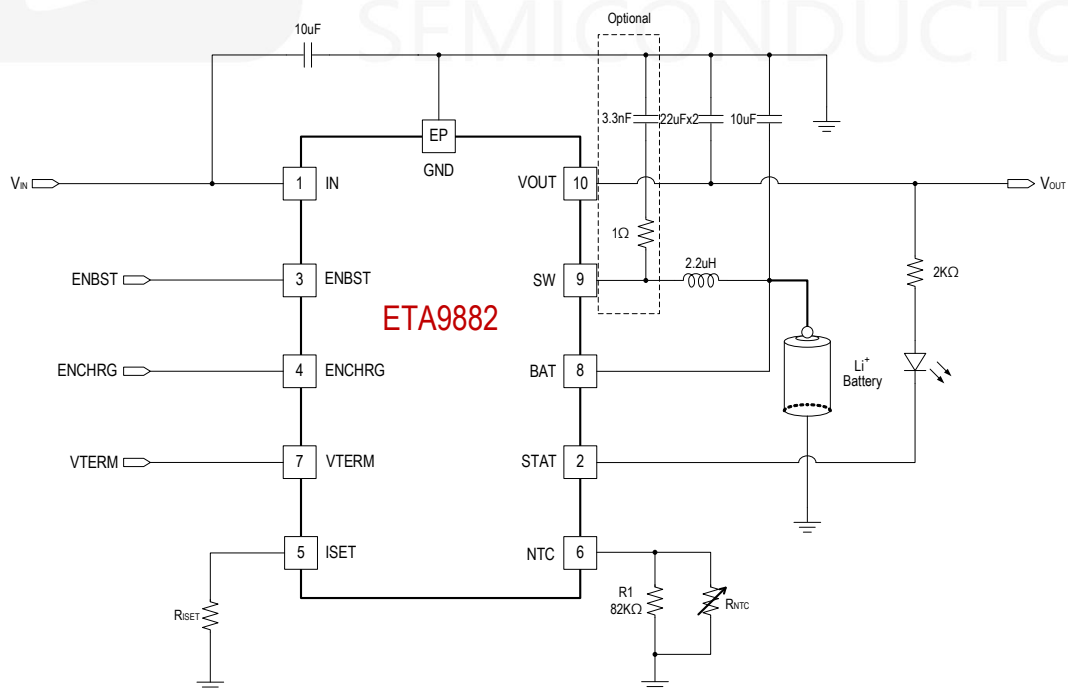 SEMICONDUCTO
Optional
10uF
3.3nF
22uFx2
10uF
EP
GND
VIN
1
IN
VOUT
10
VOUT
1Ω
2KΩ
ENBST
3
ENBST
SW
9
2.2uH
ETA9882
ENCHRG
4
ENCHRG
BAT
8
Li+
Battery
VTERM
7
VTERM
STAT
2
5
ISET
NTC
6
RISET
R1
82KΩ
RNTC